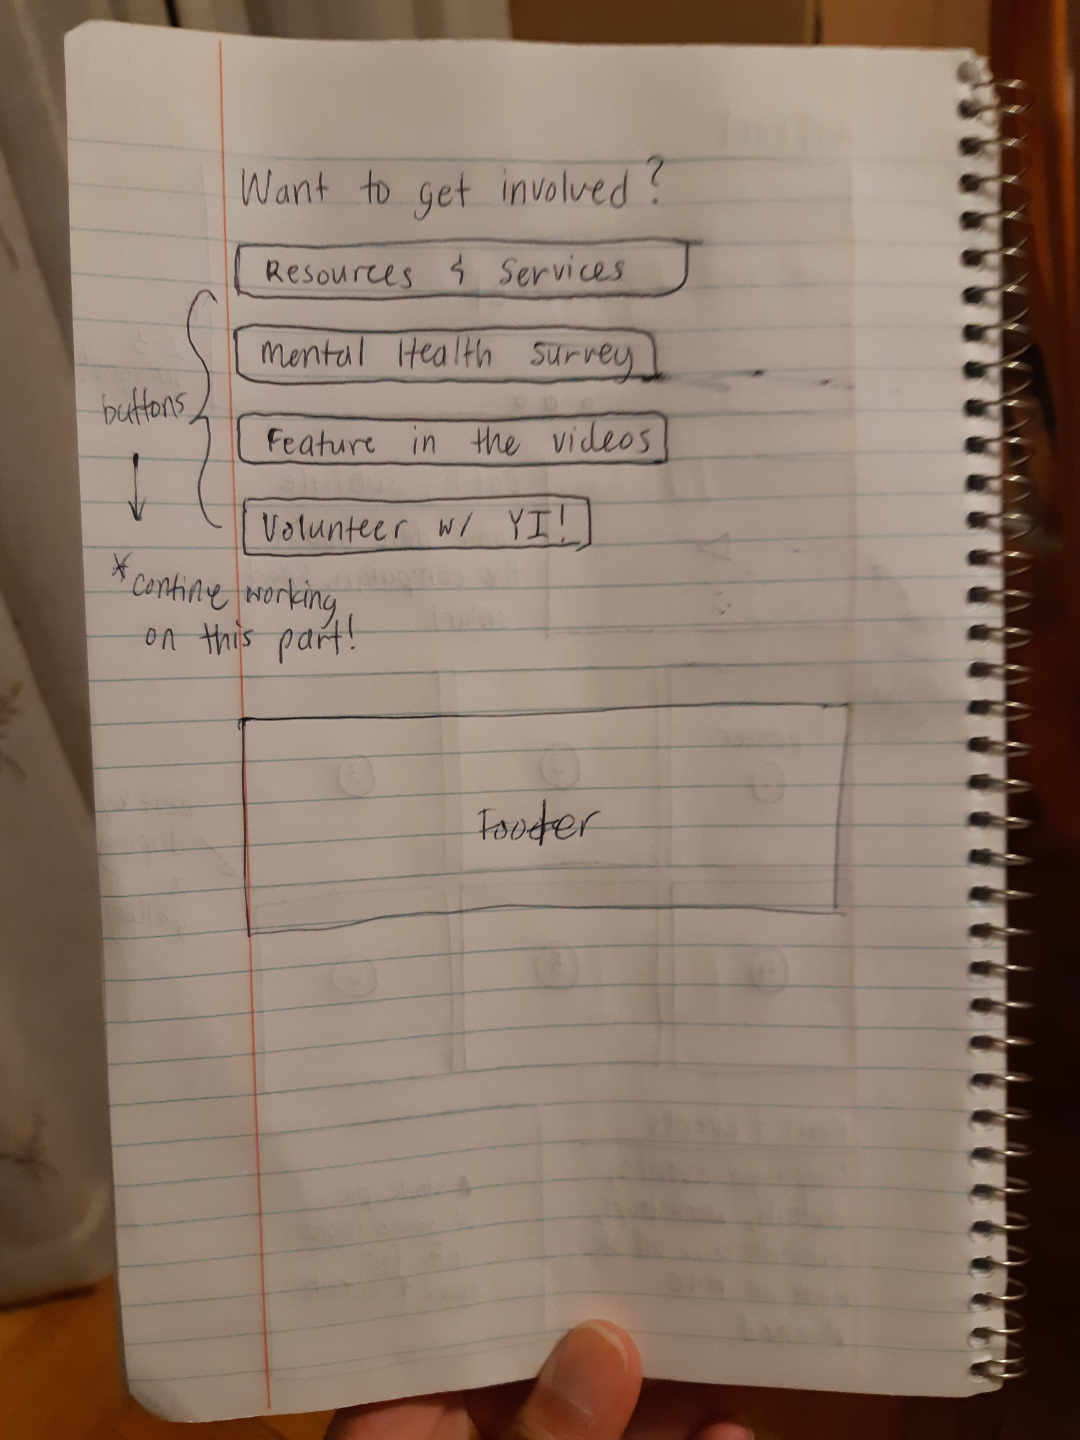 Want to get involved?
Resources & Services
Mental Health survey
buttons
Feature in the videos
Volunteer w/ YI!
*continue working
on this part!
Footer